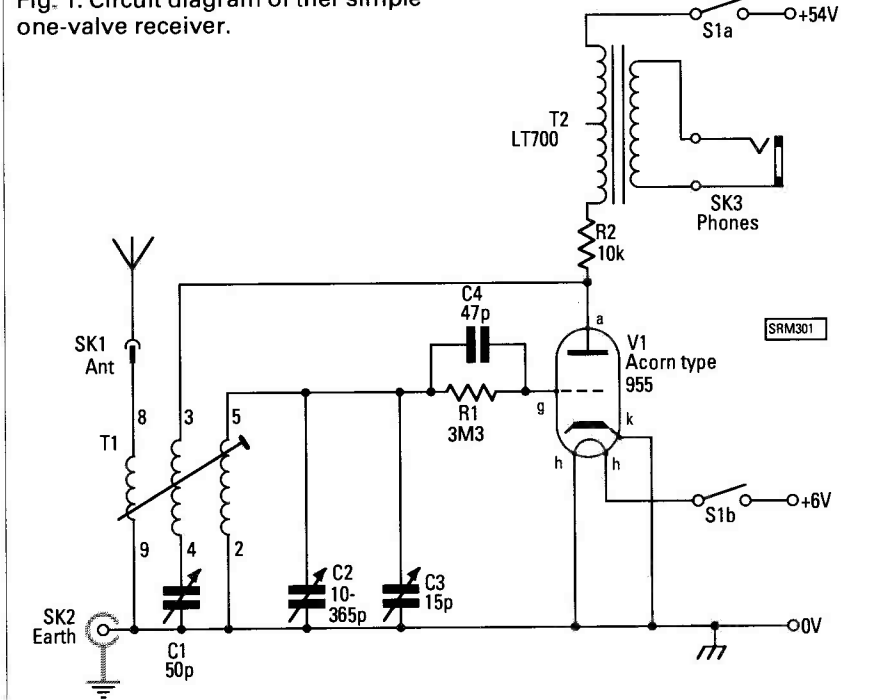 Fig. 1. Circuit diagram of ther simple
one-valve receiver.
S1a
+54V
T2
LT700
SK3
Phones
R2
10k
C4
47p
a
SRM301
SK1
Ant
V1
Acorn type
955
R1
3M3
g
k
8
3
5
T1
h
h
S1b
+6V
9
4
2
C2
10-
365p
C3
15p
SK2
Earth
C1
50p
0V